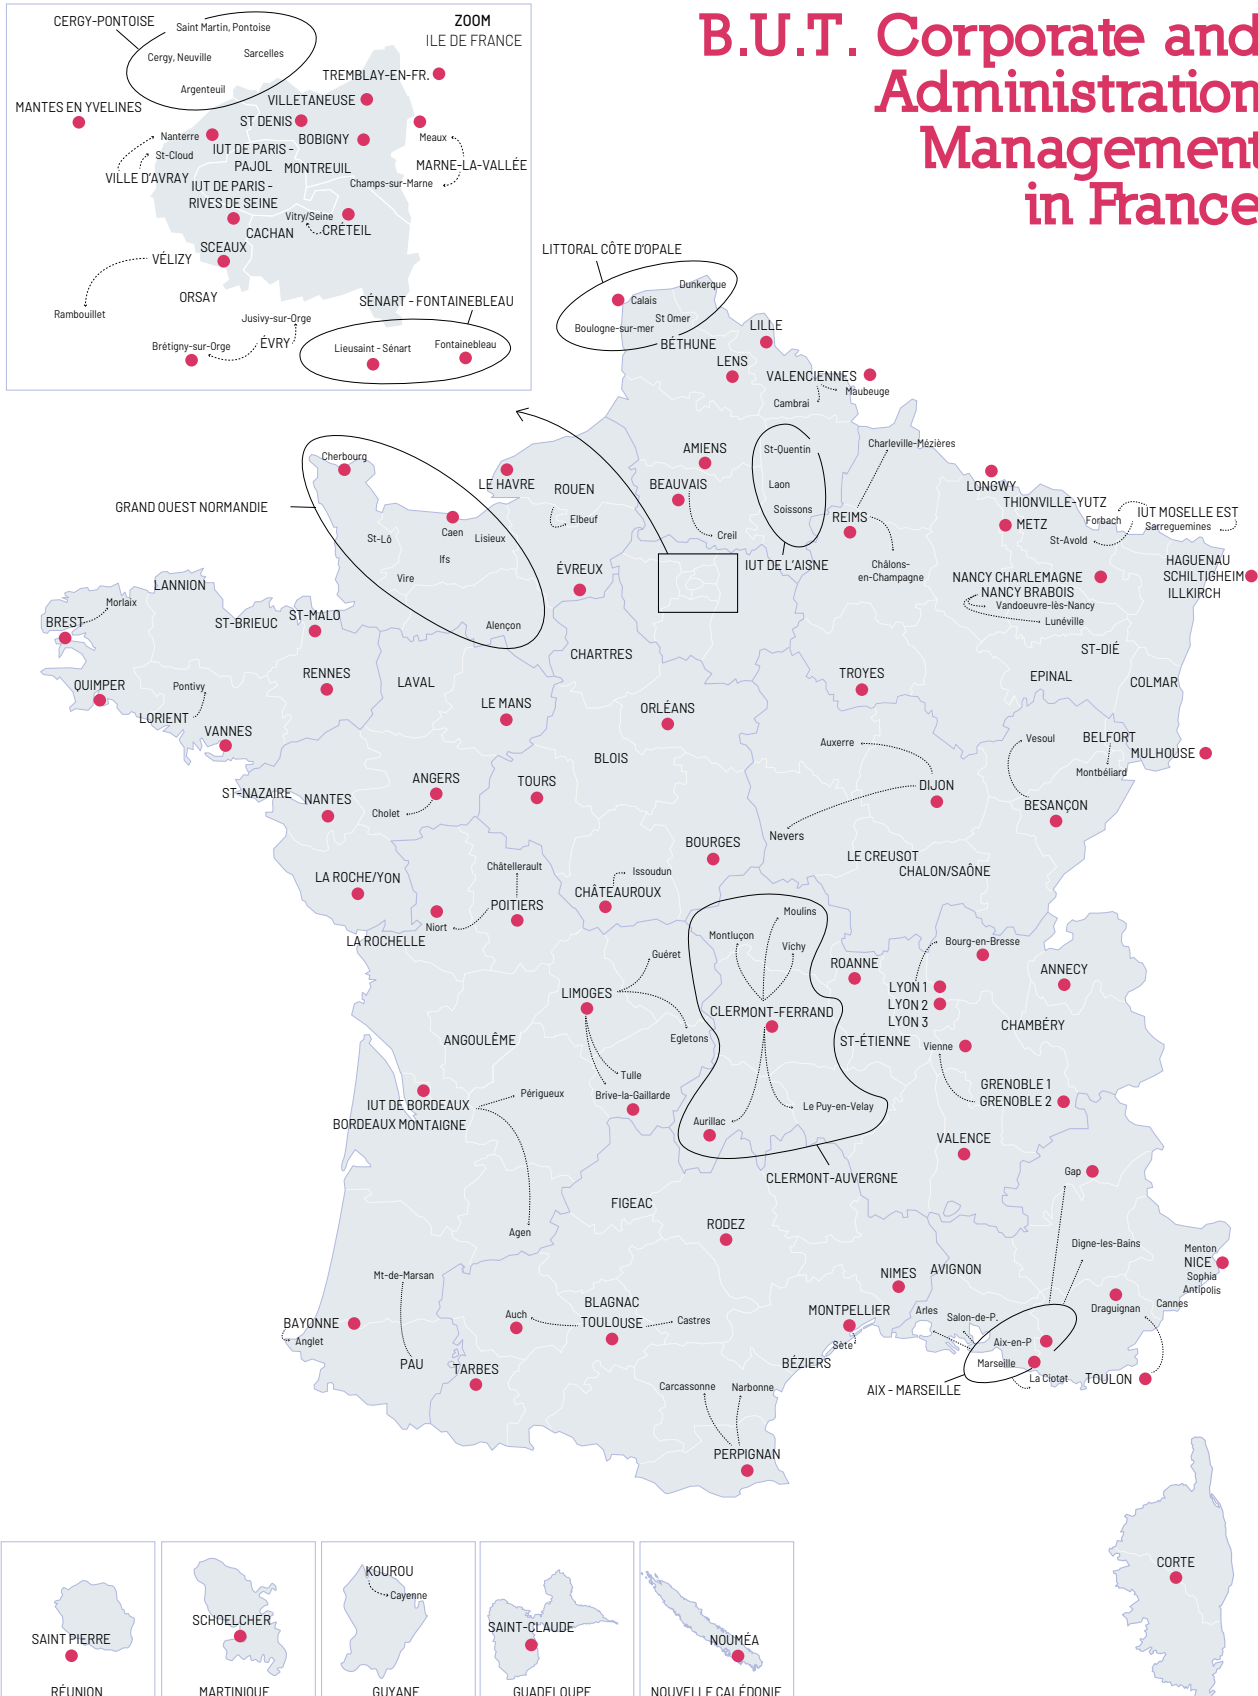 B.U.T. Corporate and
Administration
Management
in France
ZOOM
ILE DE FRANCE
CERGY-PONTOISE
Saint Martin, Pontoise
Cergy, Neuville
Sarcelles
Argenteuil
TREMBLAY-EN-FR.
VILLETANEUSE
MANTES EN YVELINES
ST DENIS
Nanterre
BOBIGNY
Meaux
St-Cloud
IUT DE PARIS -
PAJOL
MONTREUIL
MARNE-LA-VALLÉE
VILLE D'AVRAY
Champs-sur-Marne
IUT DE PARIS -
RIVES DE SEINE
Vitry/Seine
CRÉTEIL
CACHAN
SCEAUX
VÉLIZY
ORSAY
Rambouillet
SÉNART - FONTAINEBLEAU
Jusivy-sur-Orge
ÉVRY
Brétigny-sur-Orge
Lieusaint - Sénart
Fontainebleau
LITTORAL CÔTE D'OPALE
Dunkerque
Calais
St Omer
Boulogne-sur-mer
BÉTHUNE
LILLE
LENS
VALENCIENNES
Maubeuge
Cambrai
AMIENS
St-Quentin
Charleville-Mézières
Cherbourg
LE HAVRE
ROUEN
BEAUVAIS
Laon
LONGWY
GRAND OUEST NORMANDIE
Elbeuf
Soissons
REIMS
THIONVILLE-YUTZ
IUT MOSELLE EST
METZ
Forbach
Sarreguemines
St-Avold
Caen
Lisieux
St-Lô
Ifs
Creil
IUT DE L'AISNE
Châlons-
en-Champagne
HAGUENAU
SCHILTIGHEIM
ILLKIRCH
Vire
ÉVREUX
NANCY CHARLEMAGNE
NANCY BRABOIS
Vandoeuvre-lès-Nancy
Lunéville
LANNION
Morlaix
BREST
ST-BRIEUC
ST-MALO
Alençon
CHARTRES
ST-DIÉ
RENNES
LAVAL
TROYES
EPINAL
COLMAR
QUIMPER
Pontivy
LORIENT
VANNES
LE MANS
ORLÉANS
BLOIS
Auxerre
Vesoul
BELFORT
MULHOUSE
Montbéliard
ST-NAZAIRE
NANTES
ANGERS
Cholet
TOURS
DIJON
BESANÇON
Nevers
BOURGES
LE CREUSOT
CHALON/SAÔNE
LA ROCHE/YON
Châtellerault
Issoudun
CHÂTEAUROUX
POITIERS
Niort
LA ROCHELLE
Moulins
Montluçon
Vichy
Bourg-en-Bresse
Guéret
ROANNE
ANNECY
LIMOGES
LYON 1
LYON 2
LYON 3
CLERMONT-FERRAND
CHAMBÉRY
ANGOULÊME
Egletons
ST-ÉTIENNE
Vienne
Tulle
Brive-la-Gaillarde
GRENOBLE 1
GRENOBLE 2
Périgueux
IUT DE BORDEAUX
BORDEAUX MONTAIGNE
Aurillac
Le Puy-en-Velay
VALENCE
CLERMONT-AUVERGNE
Gap
FIGEAC
RODEZ
Agen
Digne-les-Bains
Menton
NICE
Sophia
Antipolis
Cannes
Mt-de-Marsan
NIMES
AVIGNON
BLAGNAC
Auch
TOULOUSE
Castres
MONTPELLIER
Arles
Salon-de-P.
Draguignan
BAYONNE
Anglet
Sète
Aix-en-P
Marseille
PAU
TARBES
BÉZIERS
La Ciotat
TOULON
AIX - MARSEILLE
Carcassonne
Narbonne
PERPIGNAN
CORTE
SAINT PIERRE
RÉUNION
SCHOELCHER
MARTINIQUE
KOUROU
Cayenne
GUYANE
SAINT-CLAUDE
GUADELOUPE
NOUMÉA
NOUVELLE CALÉDONIE